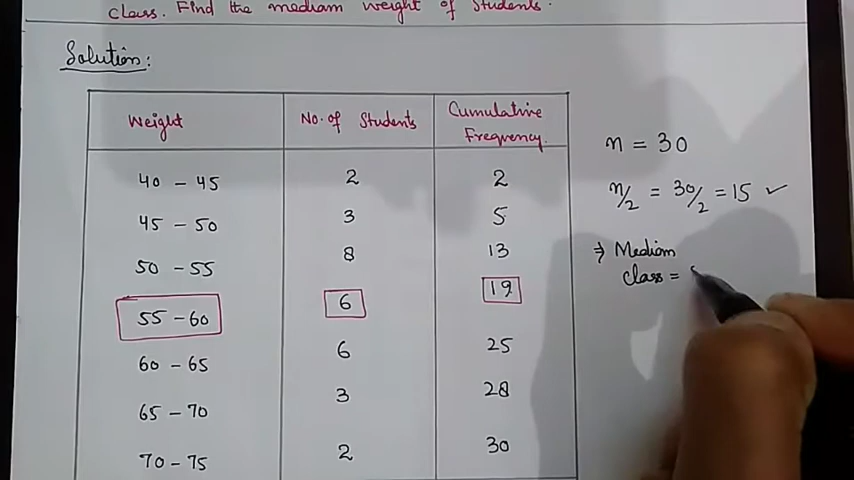 class. Find the median weight of Students.
Solution:
Weight No. of Students Cumulative Frequency.
40 - 45 2 2
45 - 50 3 5
50 - 55 8 13
55 - 60 6 19
60 - 65 6 25
65 - 70 3 28
70 - 75 2 30
n = 30
n/2 = 30/2 = 15 ✓
⇒ Median
class =